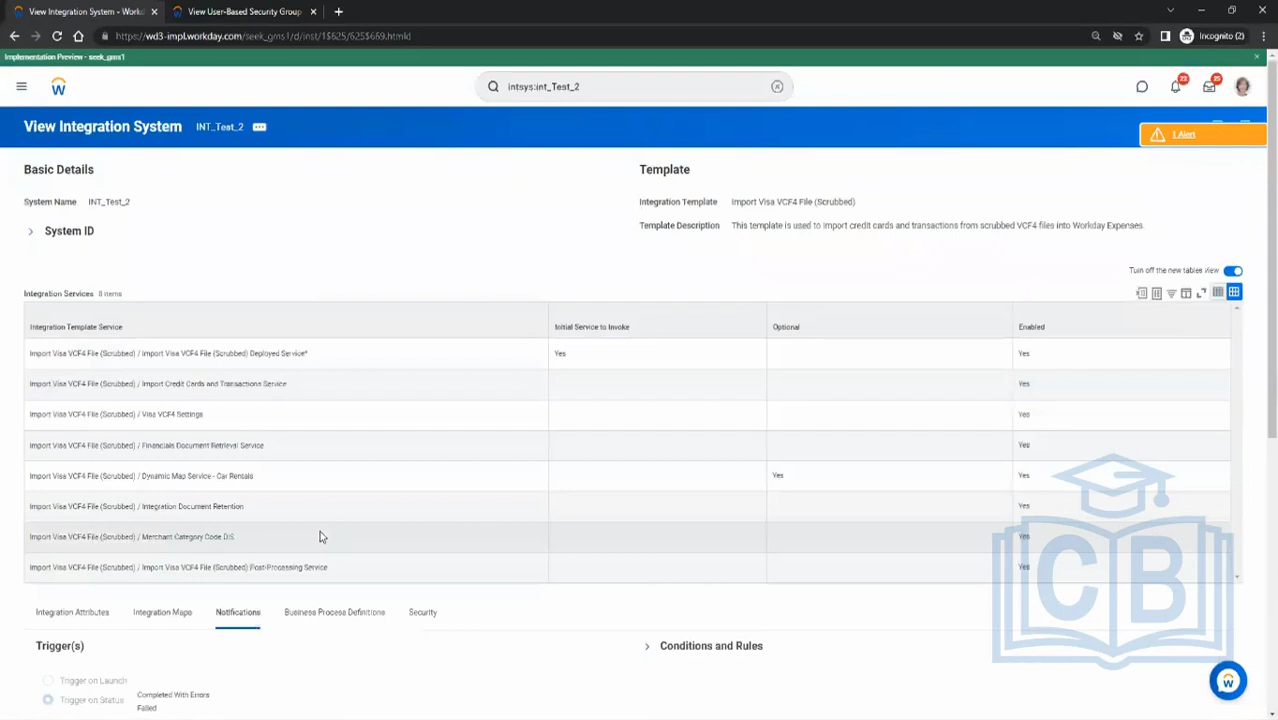 View Integration System - Workd
View User-Based Security Group
https://wd3-impl.workday.com/seek_gms1/d/inst/1$625/625$669.htmld
Incognito (2)
Implementation Preview - seek_gms1
intsys:int_Test_2
22
25
View Integration System INT_Test_2
1 Alert
Basic Details
Template
System Name INT_Test_2
Integration Template Import Visa VCF4 File (Scrubbed)
System ID
Template Description This template is used to import credit cards and transactions from scrubbed VCF4 files into Workday Expenses.
Turn off the new tables view
Integration Services 8 items
Integration Template Service Initial Service to Invoke Optional Enabled
Import Visa VCF4 File (Scrubbed) / Import Visa VCF4 File (Scrubbed) Deployed Service* Yes Yes
Import Visa VCF4 File (Scrubbed) / Import Credit Cards and Transactions Service Yes
Import Visa VCF4 File (Scrubbed) / Visa VCF4 Settings Yes
Import Visa VCF4 File (Scrubbed) / Financials Document Retrieval Service Yes
Import Visa VCF4 File (Scrubbed) / Dynamic Map Service - Car Rentals Yes Yes
Import Visa VCF4 File (Scrubbed) / Integration Document Retention Yes
Import Visa VCF4 File (Scrubbed) / Merchant Category Code D.S. Yes
Import Visa VCF4 File (Scrubbed) / Import Visa VCF4 File (Scrubbed) Post-Processing Service Yes
CB
Integration Attributes Integration Maps Notifications Business Process Definitions Security
Trigger(s)
Conditions and Rules
Trigger on Launch
Trigger on Status Completed With Errors
Failed